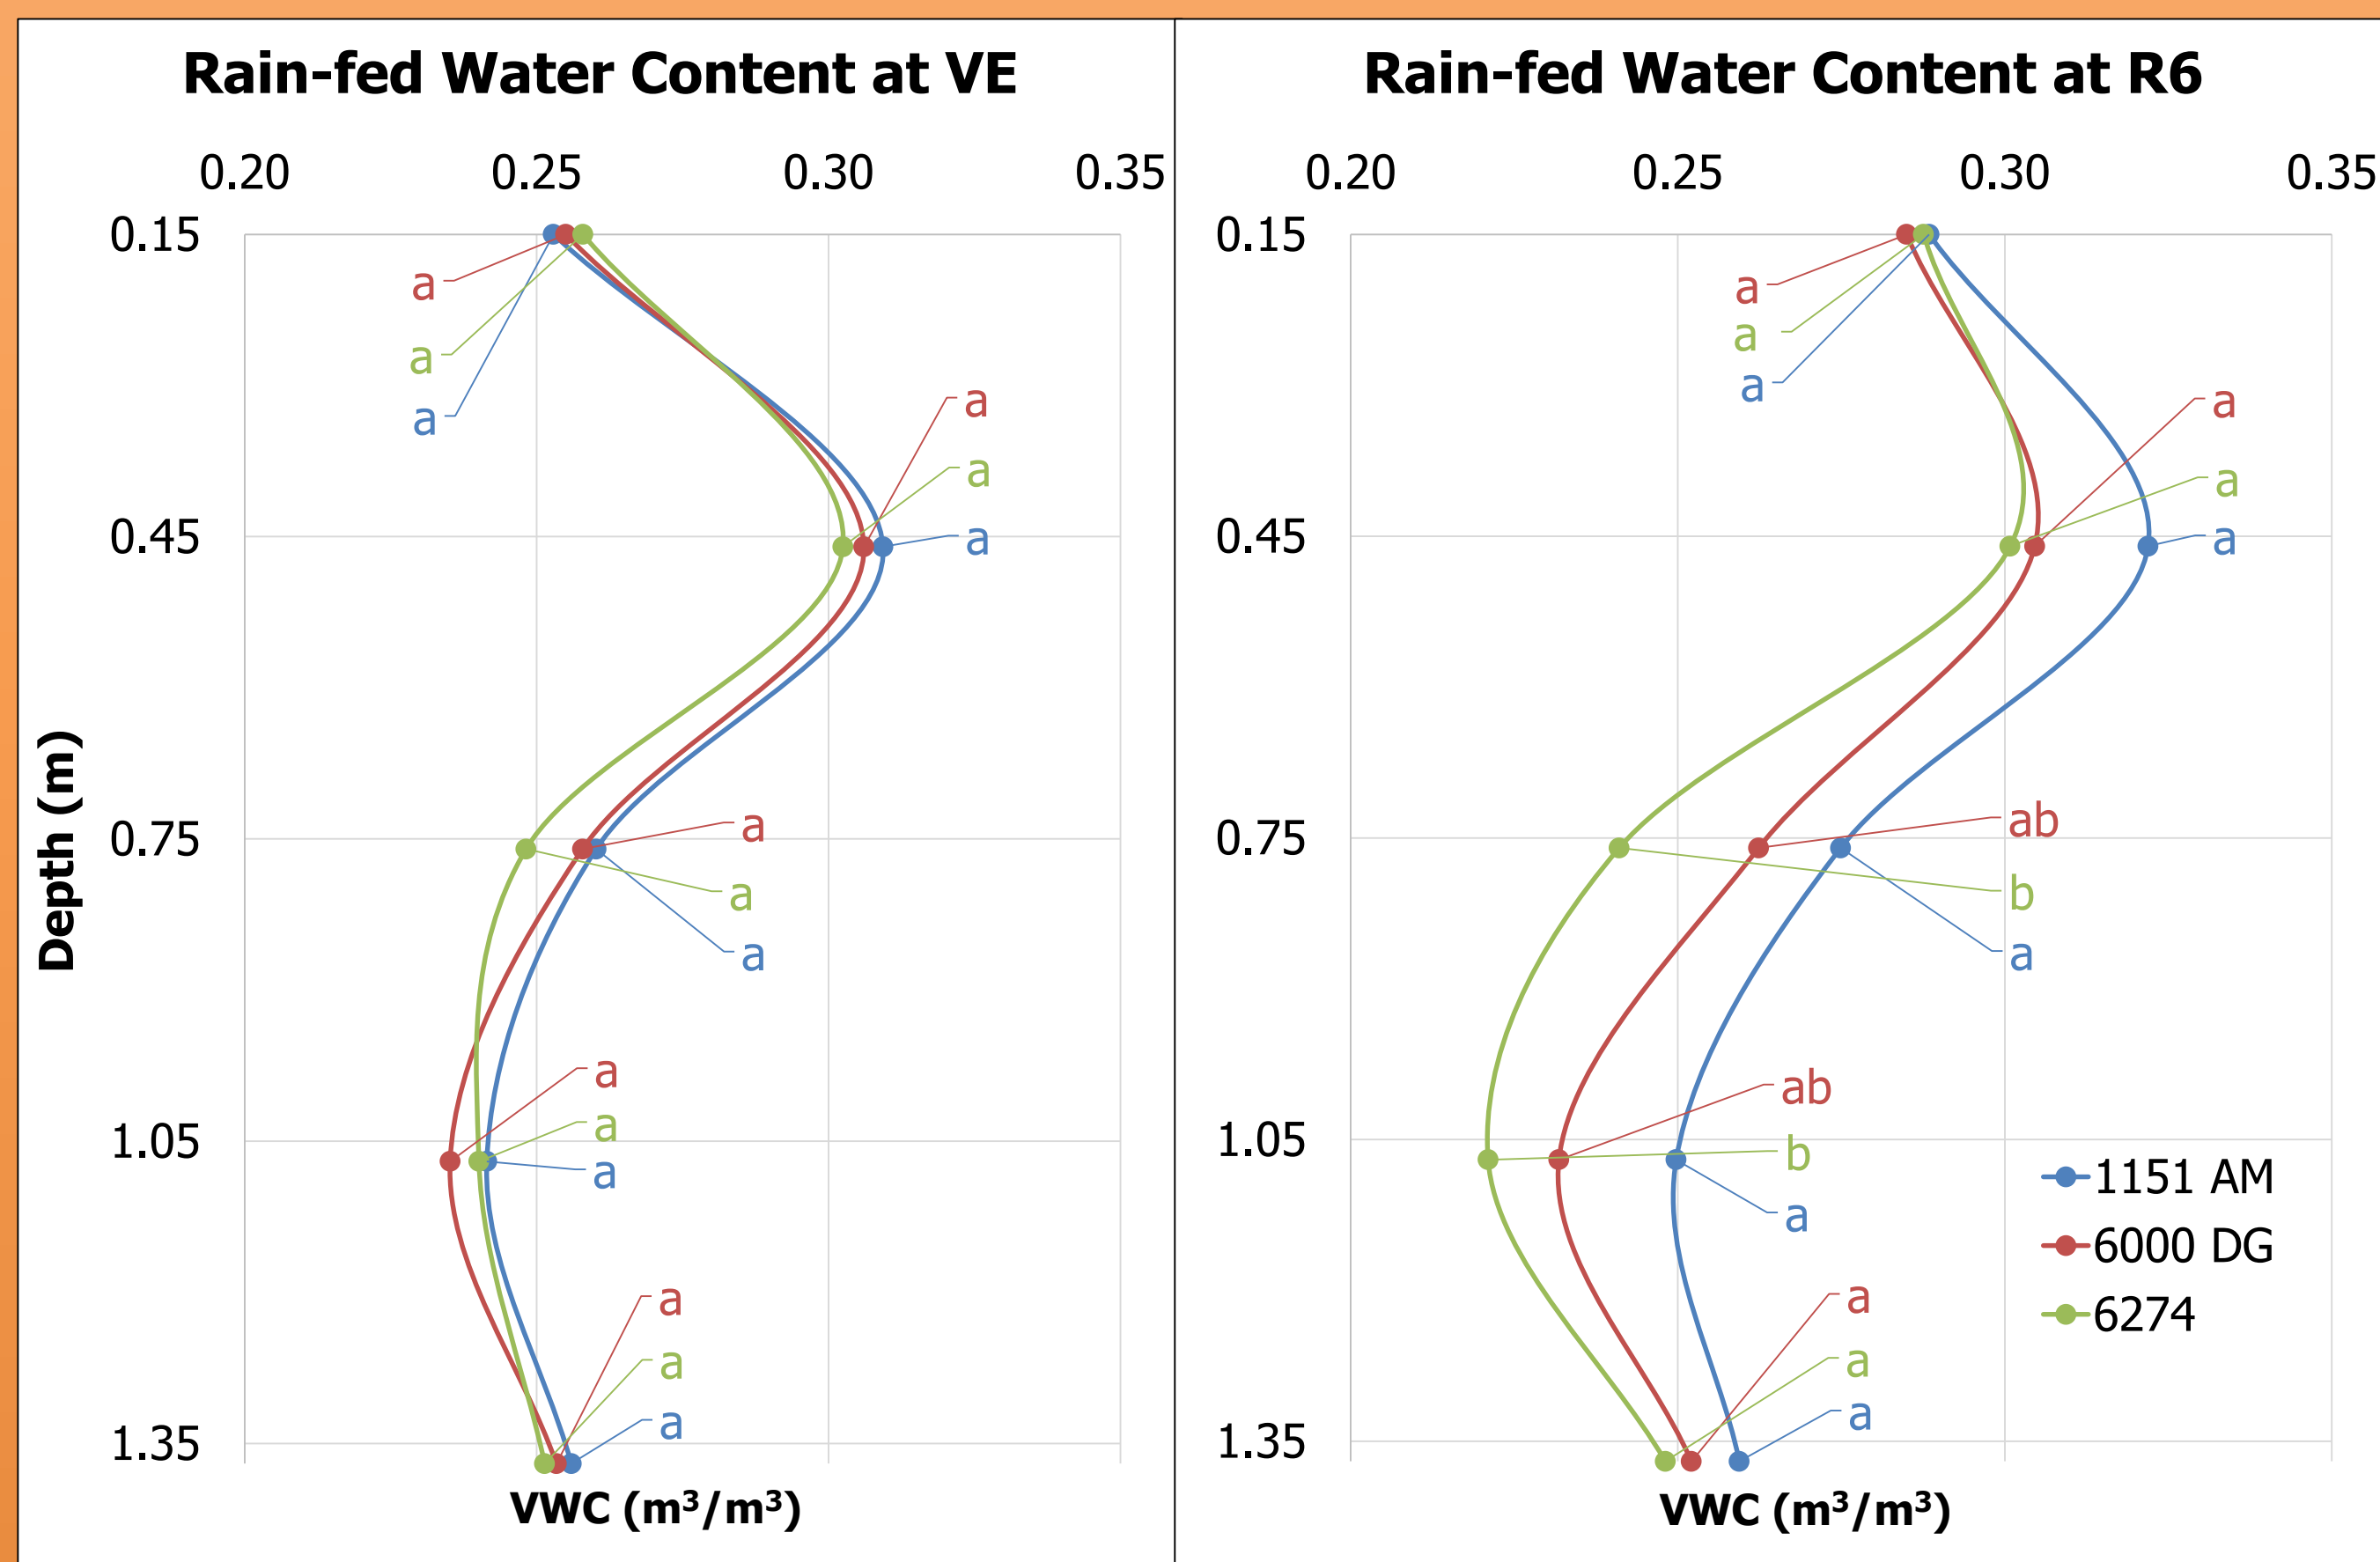 Rain-fed Water Content at VE
0.20 0.25 0.30 0.35
0.15
a
a
a
a
a
0.45
a
Depth (m)
0.75
a
a
a
a
a
1.05
a
a
a
a
1.35
VWC (m³/m³)
Rain-fed Water Content at R6
0.20 0.25 0.30 0.35
0.15
a
a
a
a
a
0.45
a
ab
0.75
b
a
ab
1.05
b
a
1151 AM
6000 DG
6274
a
a
a
1.35
VWC (m³/m³)